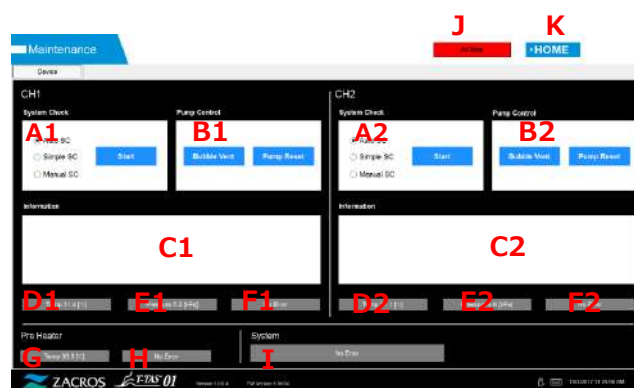 J K
Maintenance
HOME
Device
CH1 CH2
System Check Pump Control System Check Pump Control
A1 B1 A2 B2
Simple SC Start Bubble Vent Pump Reset Simple SC Start Bubble Vent Pump Reset
Manual SC Manual SC
Information Information
C1 C2
D1 E1 F1 D2 E2 F2
Pre Heater System
G H No Error I No Error
ZACROS T-TAS 01